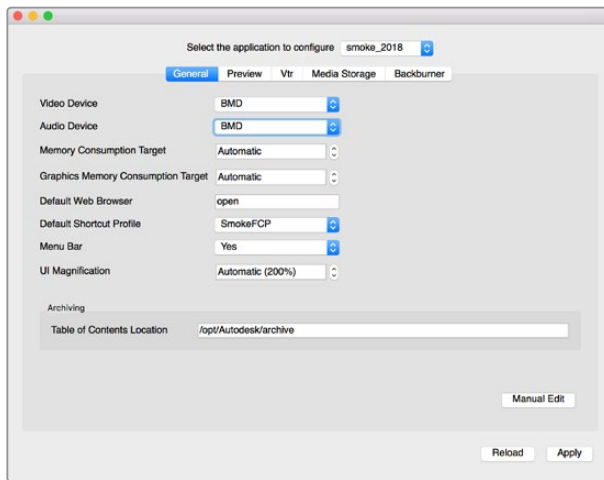 Select the application to configure smoke_2018
General Preview Vtr Media Storage Backburner
Video Device BMD
Audio Device BMD
Memory Consumption Target Automatic
Graphics Memory Consumption Target Automatic
Default Web Browser open
Default Shortcut Profile SmokeFCP
Menu Bar Yes
UI Magnification Automatic (200%)
Archiving
Table of Contents Location /opt/Autodesk/archive
Manual Edit
Reload Apply